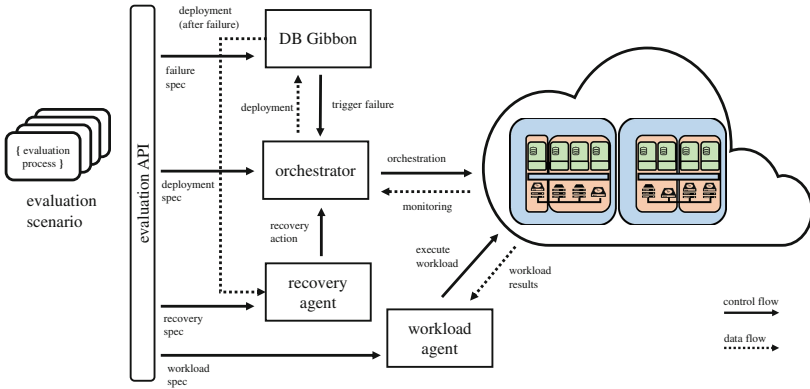 deployment
(after failure)
DB Gibbon
failure
spec
deployment
trigger failure
{ evaluation
process }
evaluation
scenario
evaluation API
deployment
spec
orchestrator
orchestration
monitoring
recovery
action
execute
workload
workload
results
recovery
agent
recovery
spec
workload
agent
workload
spec
control flow
data flow